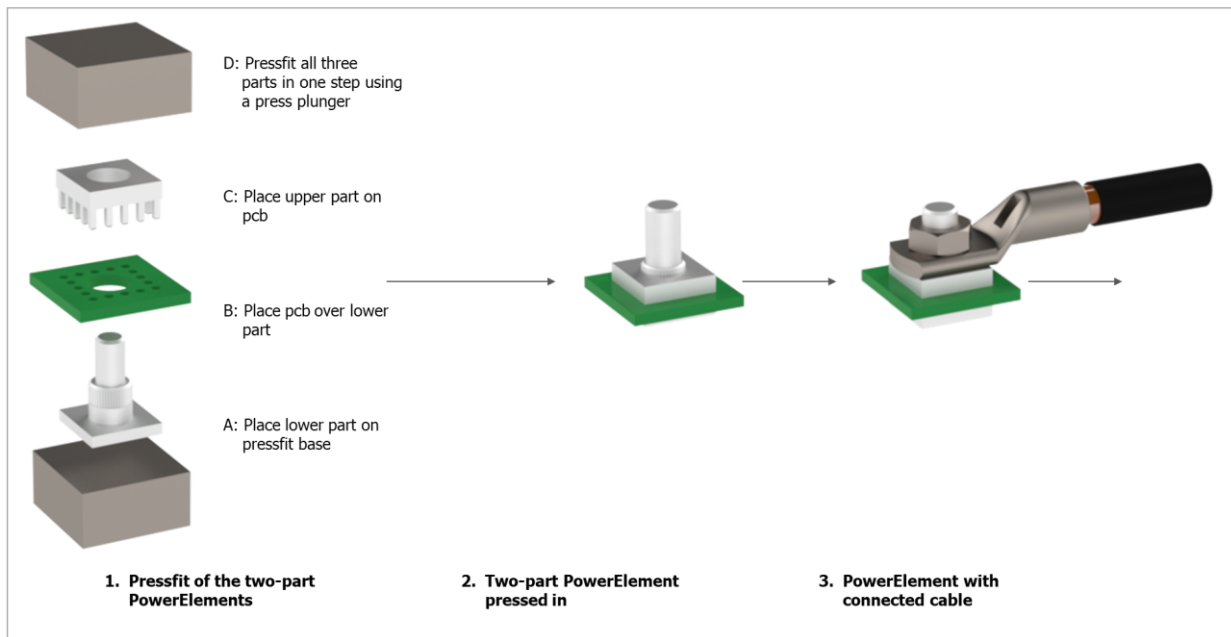 D: Pressfit all three
parts in one step using
a press plunger
C: Place upper part on
pcb
B: Place pcb over lower
part
A: Place lower part on
pressfit base
1. Pressfit of the two-part
PowerElements
2. Two-part PowerElement
pressed in
3. PowerElement with
connected cable